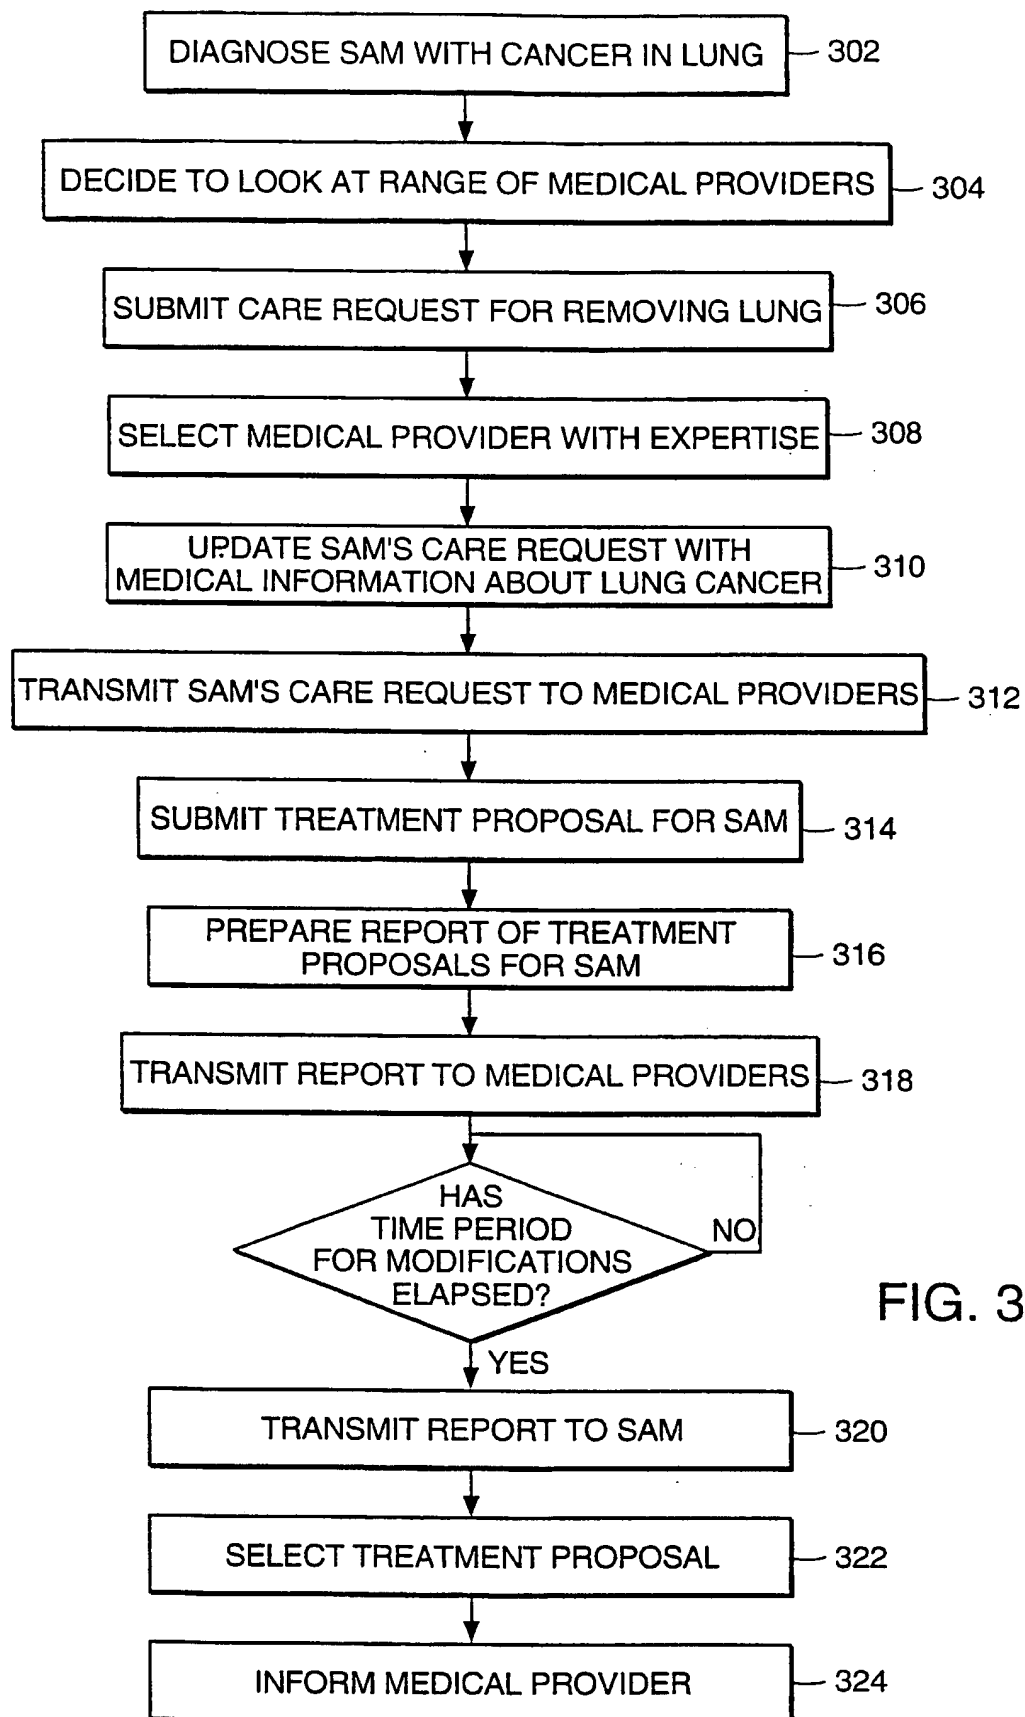 DIAGNOSE SAM WITH CANCER IN LUNG 302
DECIDE TO LOOK AT RANGE OF MEDICAL PROVIDERS 304
SUBMIT CARE REQUEST FOR REMOVING LUNG 306
SELECT MEDICAL PROVIDER WITH EXPERTISE 308
UPDATE SAM'S CARE REQUEST WITH
MEDICAL INFORMATION ABOUT LUNG CANCER 310
TRANSMIT SAM'S CARE REQUEST TO MEDICAL PROVIDERS 312
SUBMIT TREATMENT PROPOSAL FOR SAM 314
PREPARE REPORT OF TREATMENT
PROPOSALS FOR SAM 316
TRANSMIT REPORT TO MEDICAL PROVIDERS 318
HAS
TIME PERIOD
FOR MODIFICATIONS
ELAPSED?
NO
YES
FIG. 3
TRANSMIT REPORT TO SAM 320
SELECT TREATMENT PROPOSAL 322
INFORM MEDICAL PROVIDER 324